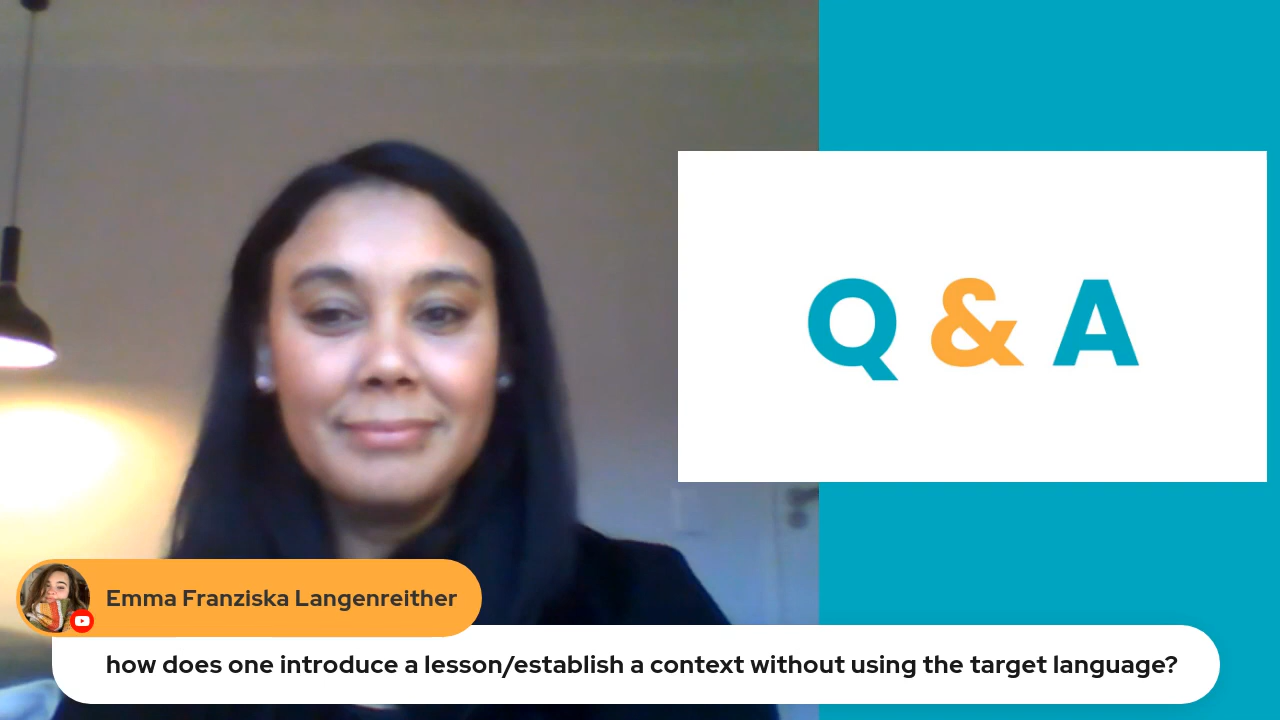 Q & A
Emma Franziska Langenreither
how does one introduce a lesson/establish a context without using the target language?